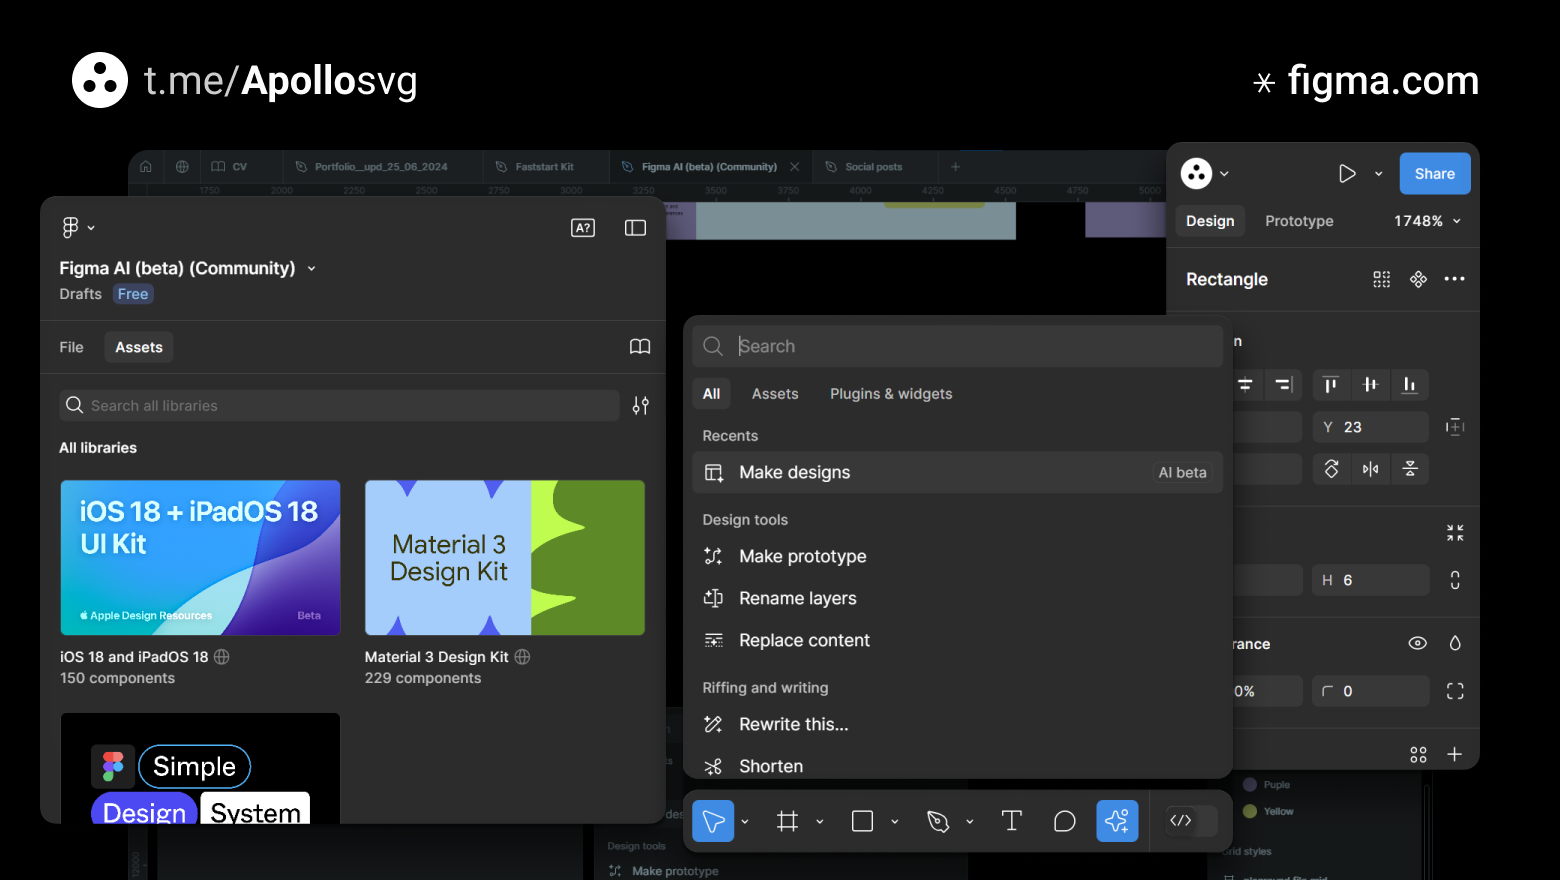 t.me/Apollosvg
figma.com
CV
Portfolio_upd_25_06_2024
Faststart Kit
Figma AI (beta) (Community)
Social posts
1750 2000 2250 2500 2750 3000 3250 3500 3750 4000 4250 4500 4750 5000
Share
Design
Prototype
1748%
Rectangle
A?
Figma AI (beta) (Community)
Drafts
Free
File
Assets
Search all libraries
All libraries
iOS 18 + iPadOS 18
UI Kit
Apple Design Resources
Beta
Material 3
Design Kit
iOS 18 and iPadOS 18
150 components
Material 3 Design Kit
229 components
Simple
Design
System
Search
All
Assets
Plugins & widgets
Recents
Make designs
AI beta
Design tools
Make prototype
Rename layers
Replace content
Riffing and writing
Rewrite this...
Shorten
n
Y 23
H 6
rance
0%
0
Puple
Yellow
rid styles
Design tools
Make prototype
12000